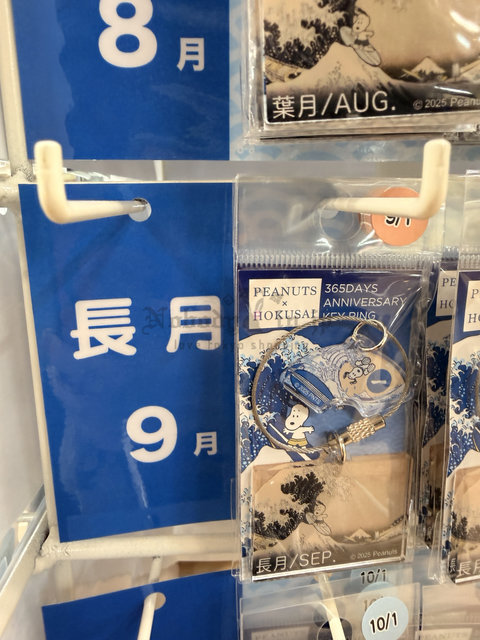 8月
葉月/AUG.
© 2025 Peanuts
9/1
長月
9月
PEANUTS
×
HOKUSAI
365DAYS
ANNIVERSARY
KEY RING
長月/SEP.
© 2025 Peanuts
10/1
10/1